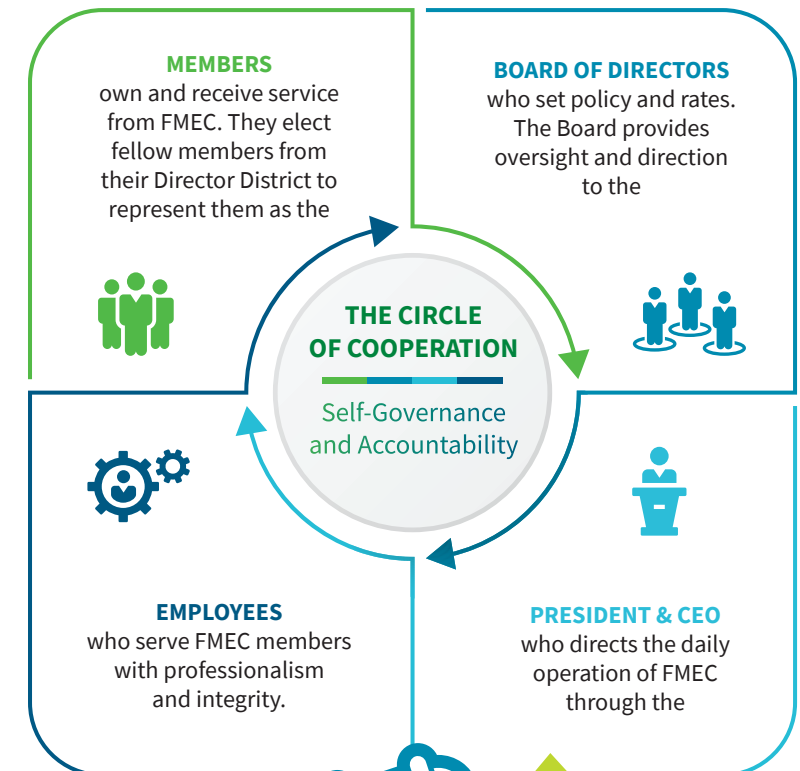 MEMBERS
own and receive service
from FMEC. They elect
fellow members from
their Director District to
represent them as the
BOARD OF DIRECTORS
who set policy and rates.
The Board provides
oversight and direction
to the
THE CIRCLE
OF COOPERATION
Self-Governance
and Accountability
PRESIDENT & CEO
who directs the daily
operation of FMEC
through the
EMPLOYEES
who serve FMEC members
with professionalism
and integrity.